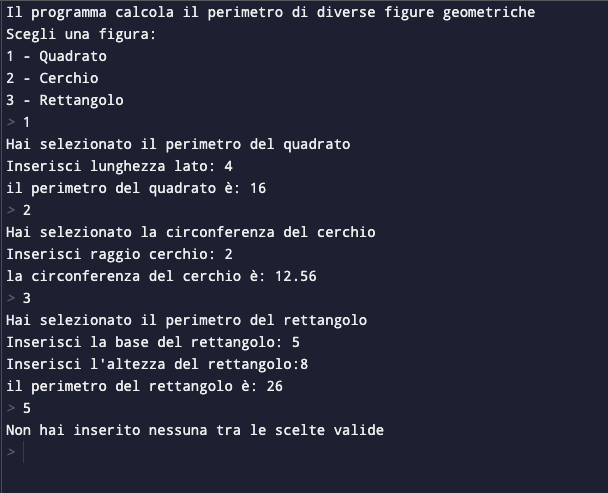 Il programma calcola il perimetro di diverse figure geometriche
Scegli una figura:
1 - Quadrato
2 - Cerchio
3 - Rettangolo
> 1
Hai selezionato il perimetro del quadrato
Inserisci lunghezza lato: 4
il perimetro del quadrato è: 16
> 2
Hai selezionato la circonferenza del cerchio
Inserisci raggio cerchio: 2
la circonferenza del cerchio è: 12.56
> 3
Hai selezionato il perimetro del rettangolo
Inserisci la base del rettangolo: 5
Inserisci l'altezza del rettangolo:8
il perimetro del rettangolo è: 26
> 5
Non hai inserito nessuna tra le scelte valide
>